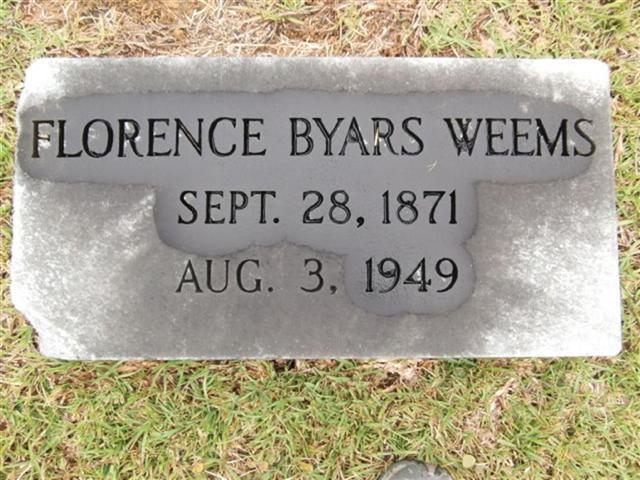 FLORENCE BYARS WEEMS
SEPT. 28, 1871
AUG. 3, 1949